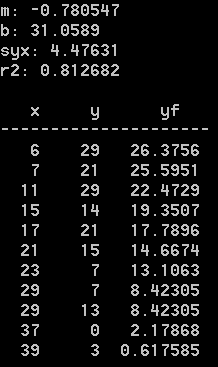 m: -0.780547
b: 31.0589
syx: 4.47631
r2: 0.812682
x y yf
------------------------
6 29 26.3756
7 21 25.5951
11 29 22.4729
15 14 19.3507
17 21 17.7896
21 15 14.6674
23 7 13.1063
29 7 8.42305
29 13 8.42305
37 0 2.17868
39 3 0.617585